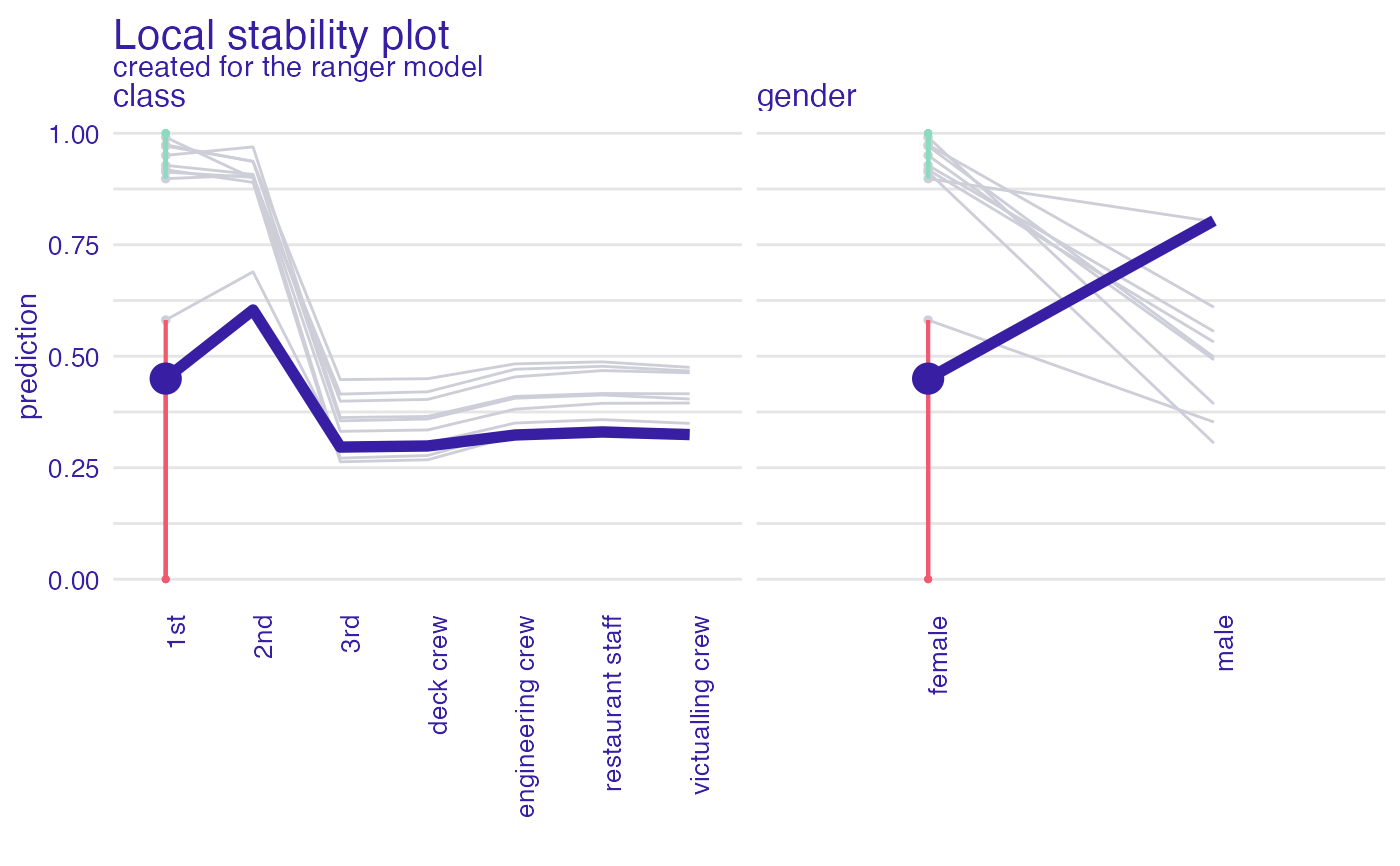 Local stability plot
created for the ranger model
class
gender
prediction
1.00
0.75
0.50
0.25
0.00
1st
2nd
3rd
deck crew
engineering crew
restaurant staff
victualling crew
female
male